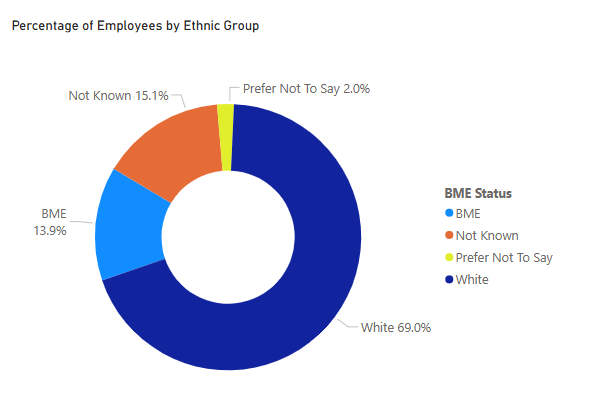 Percentage of Employees by Ethnic Group
Not Known 15.1%
Prefer Not To Say 2.0%
BME
13.9%
White 69.0%
BME Status
BME
Not Known
Prefer Not To Say
White